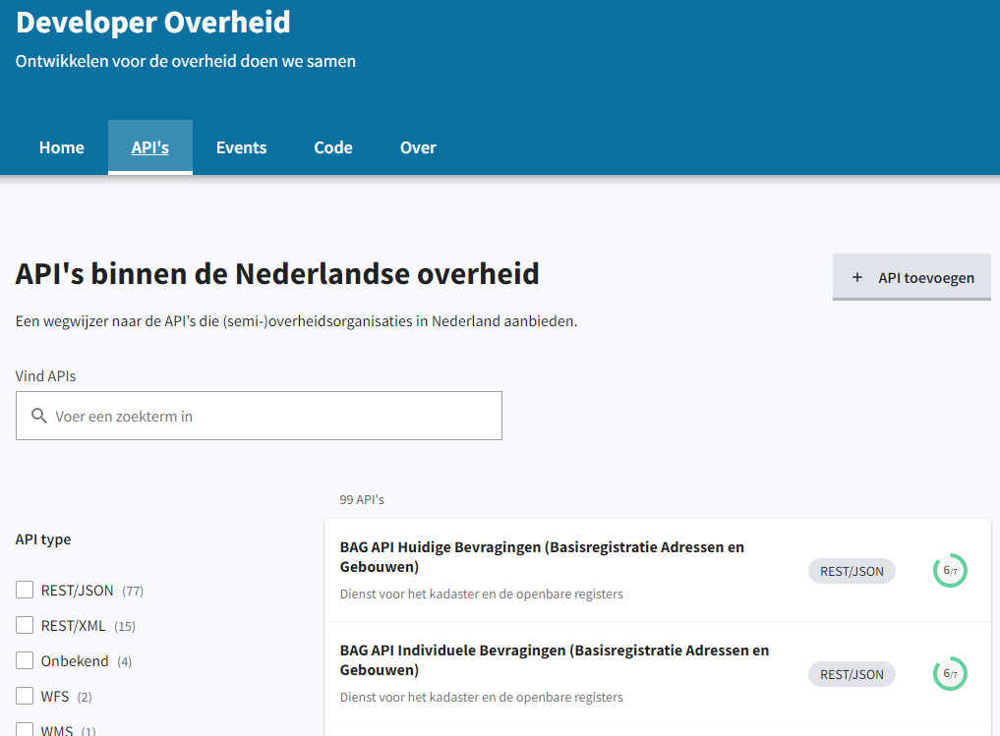 Developer Overheid
Ontwikkelen voor de overheid doen we samen
Home API's Events Code Over
API's binnen de Nederlandse overheid
+ API toevoegen
Een wegwijzer naar de API’s die (semi-)overheidsorganisaties in Nederland aanbieden.
Vind APIs
Voer een zoekterm in
99 API's
API type
REST/JSON (77)
REST/XML (15)
Onbekend (4)
WFS (2)
WMS (1)
BAG API Huidige Bevragingen (Basisregistratie Adressen en
Gebouwen)
Dienst voor het kadaster en de openbare registers
REST/JSON
6/7
BAG API Individuele Bevragingen (Basisregistratie Adressen en
Gebouwen)
Dienst voor het kadaster en de openbare registers
REST/JSON
6/7